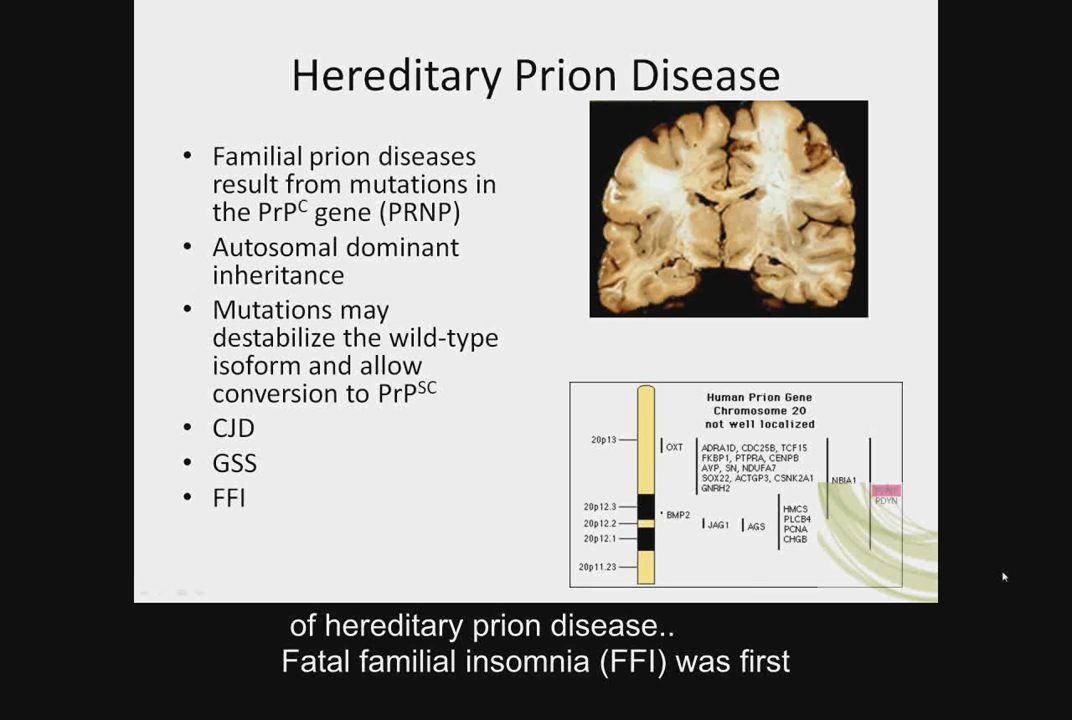 Hereditary Prion Disease
• Familial prion diseases
result from mutations in
the PrPC gene (PRNP)
• Autosomal dominant
inheritance
• Mutations may
destabilize the wild-type
isoform and allow
conversion to PrPSC
• CJD
• GSS
• FFI
Human Prion Gene
Chromosome 20
not well localized
20p13
OXT
ADRA1D, CDC25B, TCF15
FKBP1, PTPRA, CENPB
AVP, SN, NDUFA7
SOX22, ACTGP3, CSNK2A1
GNRH2
NBIA1
PDYN
20p12.3
20p12.2
20p12.1
BMP2
JAG1
AGS
HMCS
PLCB4
PCNA
CHGB
20p11.23
of hereditary prion disease..
Fatal familial insomnia (FFI) was first